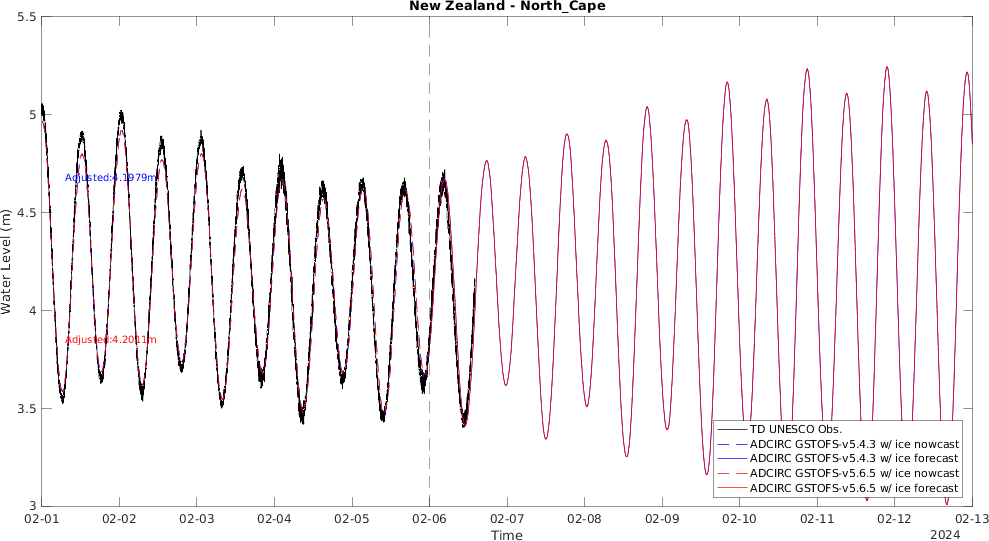 New Zealand - North_Cape
5.5
5
4.5
4
3.5
3
Water Level (m)
Adjusted:4.1979m
Adjusted:4.2011m
TD UNESCO Obs.
ADCIRC GSTOFS-v5.4.3 w/ ice nowcast
ADCIRC GSTOFS-v5.4.3 w/ ice forecast
ADCIRC GSTOFS-v5.6.5 w/ ice nowcast
ADCIRC GSTOFS-v5.6.5 w/ ice forecast
02-01 02-02 02-03 02-04 02-05 02-06 02-07 02-08 02-09 02-10 02-11 02-12 02-13
Time
2024